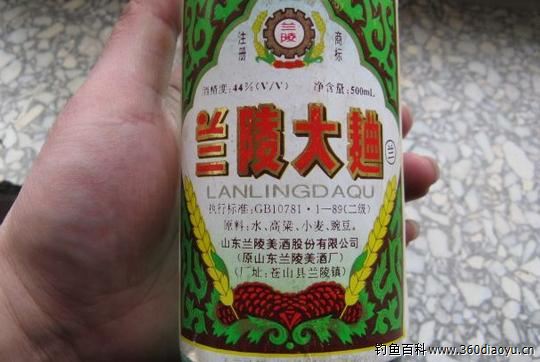 兰陵
注册 商标
酒精度:44%(V/V) 净含量:500mL
兰陵大麯
LANLINGDAQU
执行标准:GB10781·1—89(二级)
原料:水、高粱、小麦、豌豆。
山东兰陵美酒股份有限公司
(原山东兰陵美酒厂)
(厂址:苍山县兰陵镇)
钓鱼百科 www.360diaoyu.cn